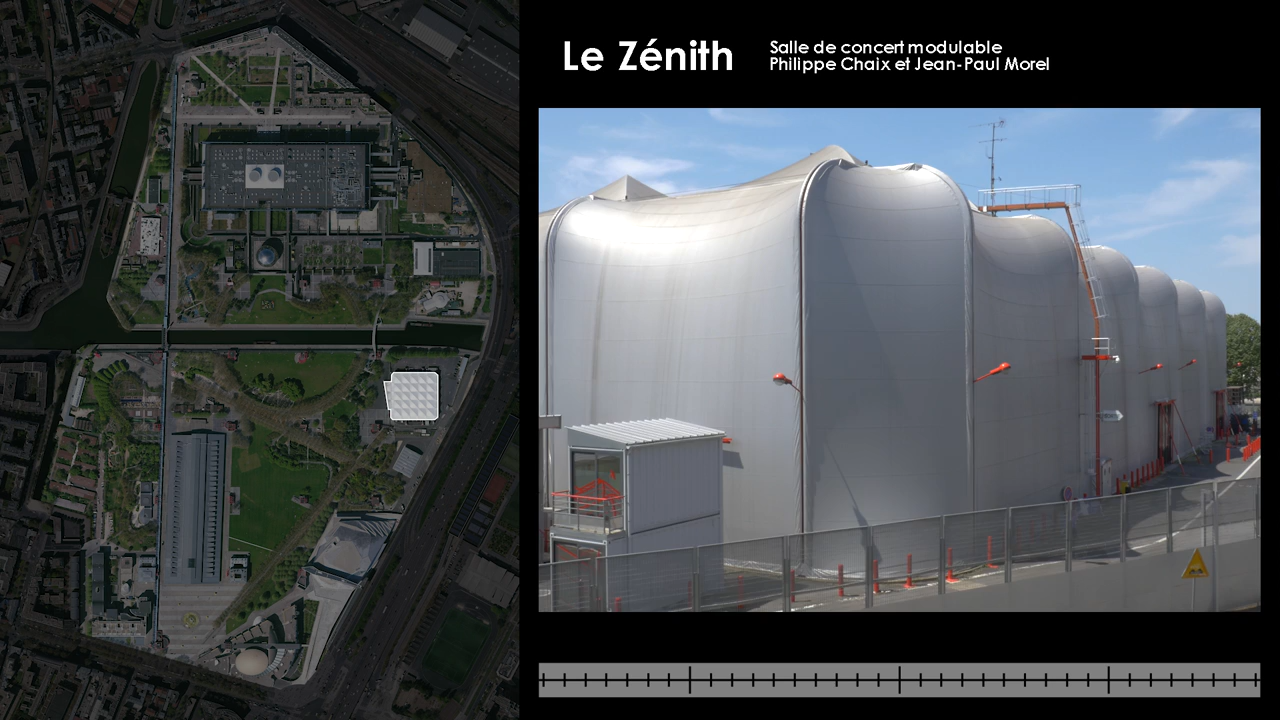 Le Zénith
Salle de concert modulable
Philippe Chaix et Jean-Paul Morel